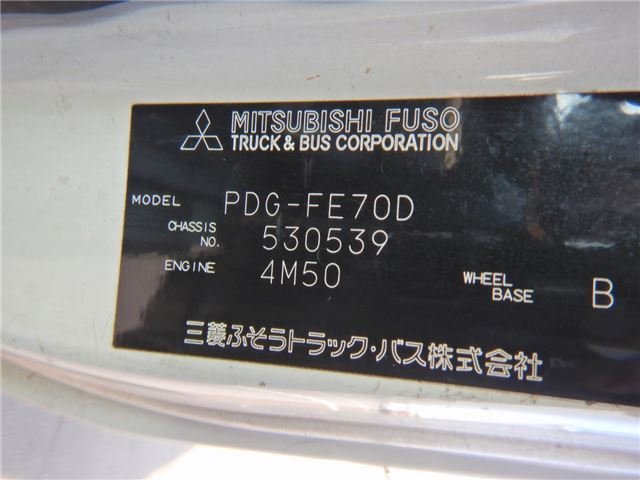 MITSUBISHI FUSO
TRUCK & BUS CORPORATION
MODEL PDG-FE70D
CHASSIS NO. 530539
ENGINE 4M50
WHEEL BASE B
三菱ふそうトラック・バス株式会社